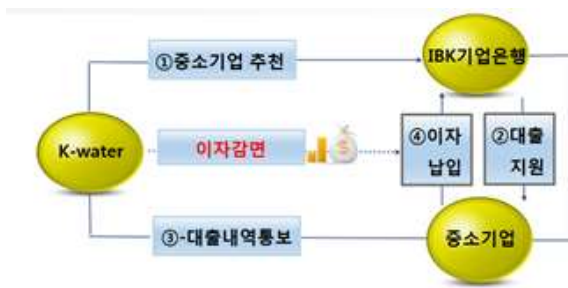 ①중소기업 추천
IBK기업은행
K-water
이자감면
④이자
납입
②대출
지원
③-대출내역통보
중소기업